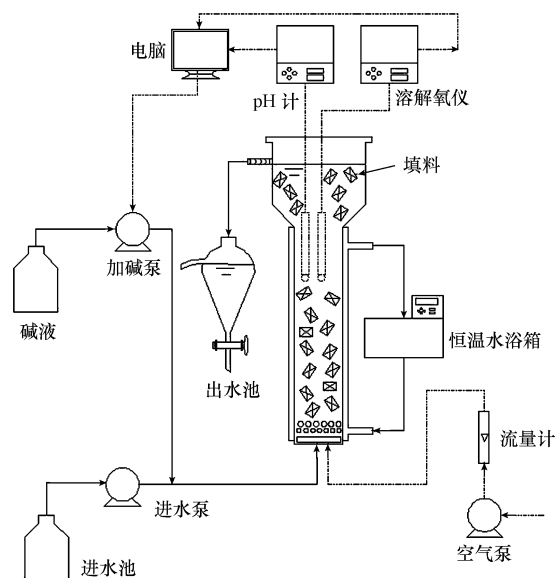 电脑
pH 计
溶解氧仪
填料
加碱泵
碱液
出水池
恒温水浴箱
流量计
进水泵
空气泵
进水池